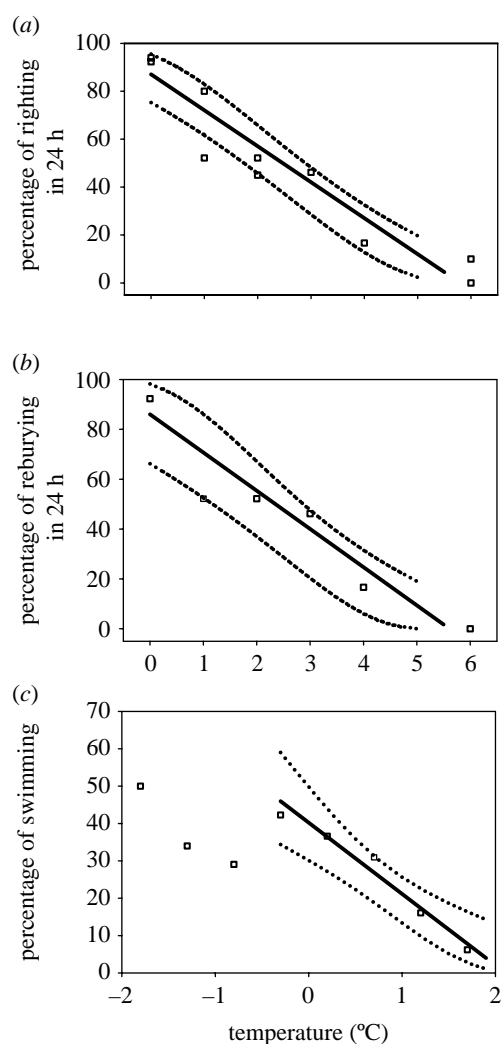 (a)
percentage of righting
in 24 h
100
80
60
40
20
0
(b)
percentage of reburying
in 24 h
100
80
60
40
20
0
0 1 2 3 4 5 6
(c)
percentage of swimming
70
60
50
40
30
20
10
0
–2 –1 0 1 2
temperature (ºC)